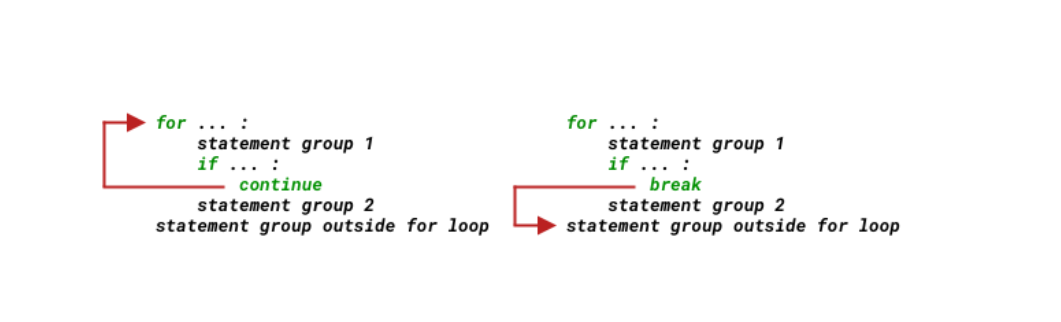 for ... :
    statement group 1
    if ... :
        continue
    statement group 2
statement group outside for loop
for ... :
    statement group 1
    if ... :
        break
    statement group 2
statement group outside for loop